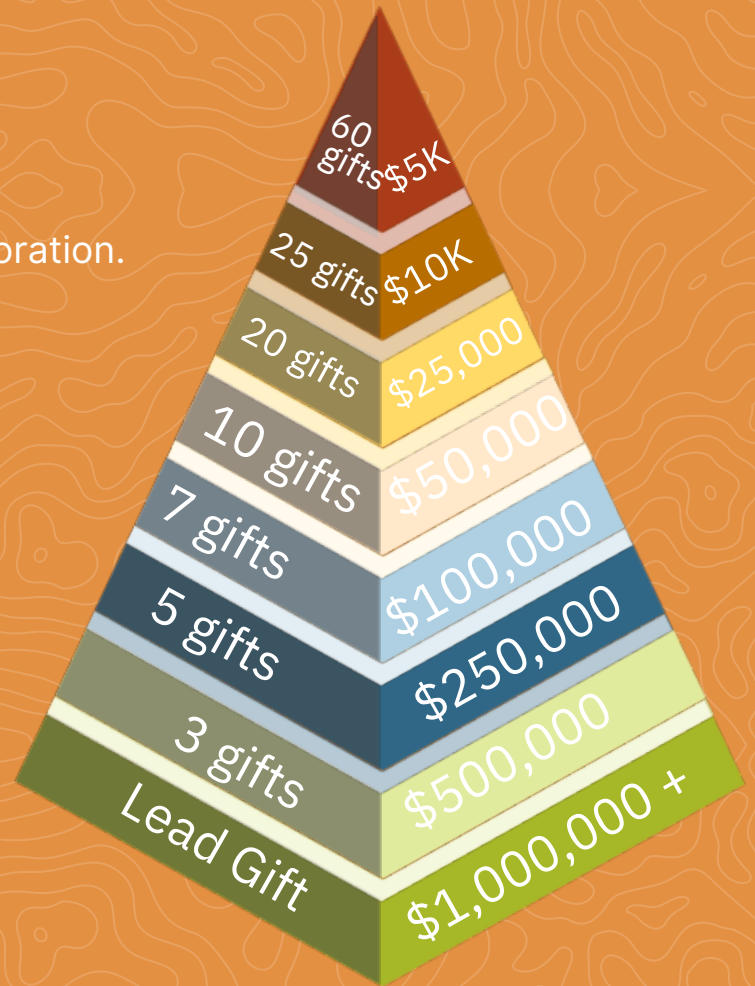 60
gifts $5K
oration.
25 gifts $10K
20 gifts $25,000
10 gifts $50,000
7 gifts $100,000
5 gifts $250,000
3 gifts $500,000
Lead Gift $1,000,000 +